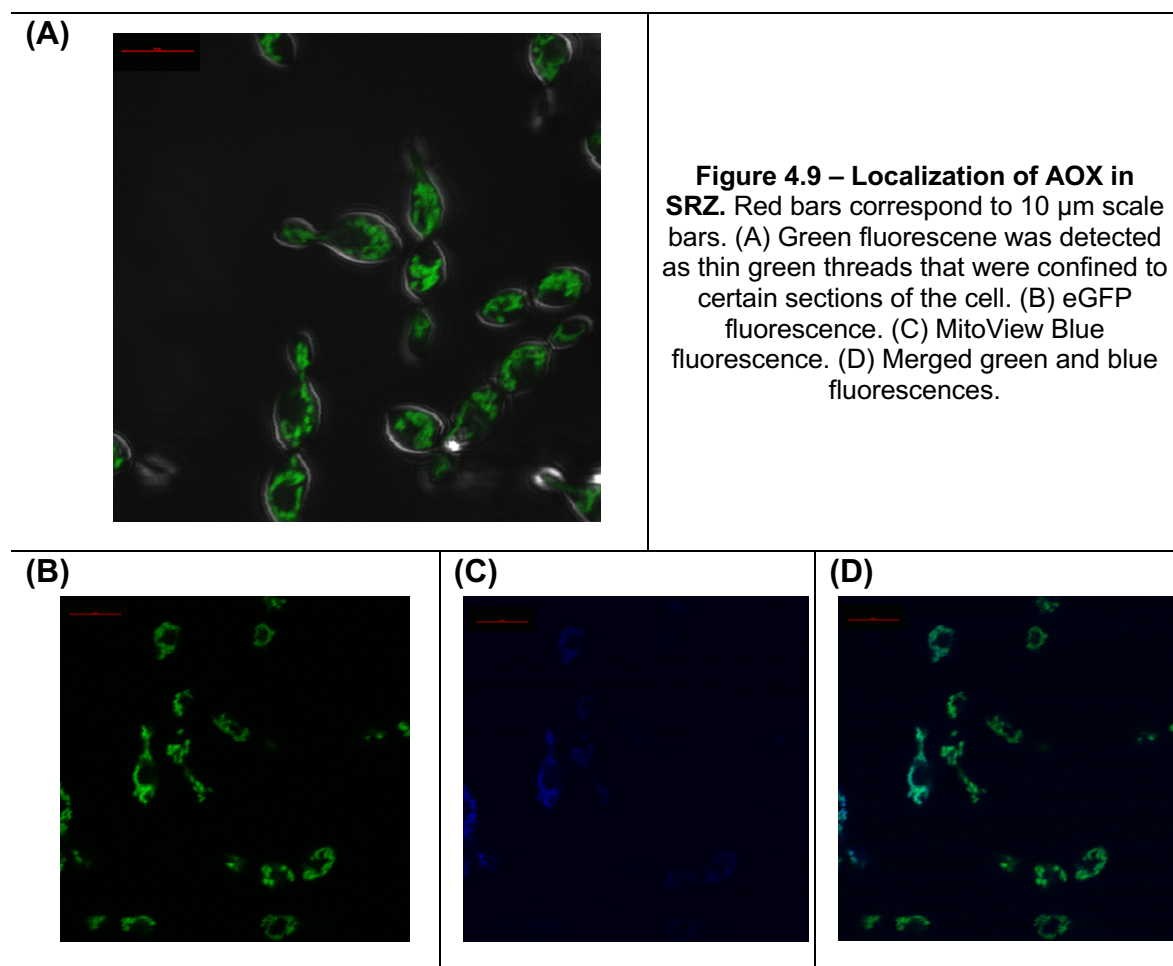 (A)
Figure 4.9 – Localization of AOX in
SRZ. Red bars correspond to 10 µm scale
bars. (A) Green fluorescene was detected
as thin green threads that were confined to
certain sections of the cell. (B) eGFP
fluorescence. (C) MitoView Blue
fluorescence. (D) Merged green and blue
fluorescences.
(B)
(C)
(D)